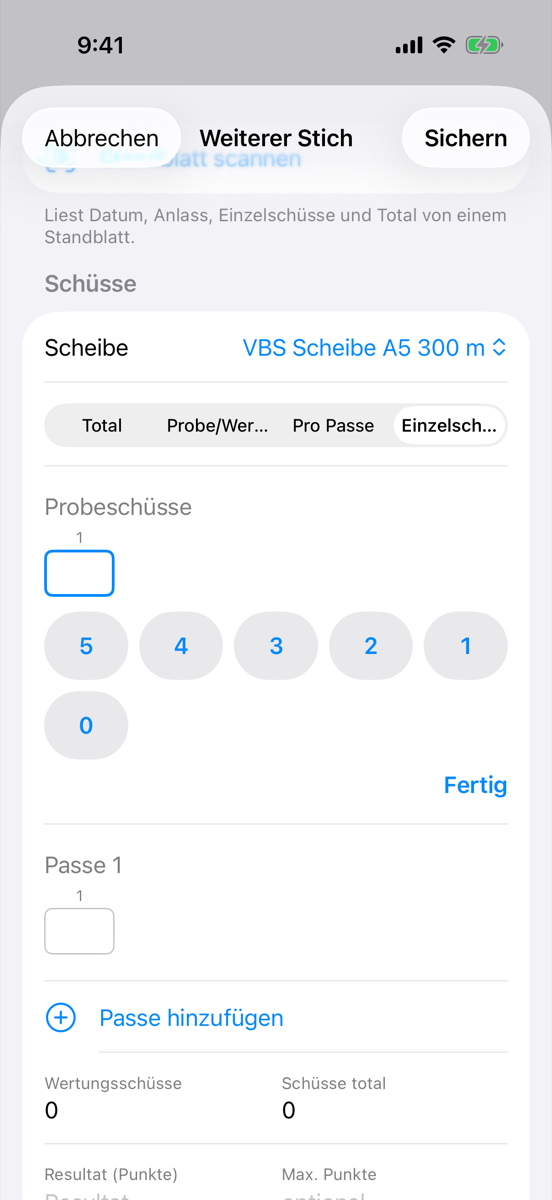 9:41
Abbrechen
Weiterer Stich
Sichern
scannen
Liest Datum, Anlass, Einzelschüsse und Total von einem
Standblatt.
Schüsse
Scheibe
VBS Scheibe A5 300 m
Total
Probe/Wer...
Pro Passe
Einzelsch...
Probeschüsse
1
5
4
3
2
1
0
Fertig
Passe 1
1
Passe hinzufügen
Wertungsschüsse
Schüsse total
0
0
Resultat (Punkte)
Max. Punkte